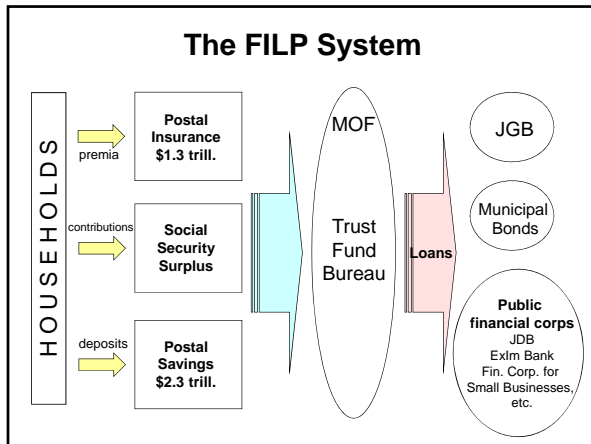 The FILP System
HOUSEHOLDS
premia
Postal
Insurance
$1.3 trill.
contributions
Social
Security
Surplus
deposits
Postal
Savings
$2.3 trill.
MOF
Trust
Fund
Bureau
Loans
JGB
Municipal
Bonds
Public
financial corps
JDB
ExIm Bank
Fin. Corp. for
Small Businesses,
etc.